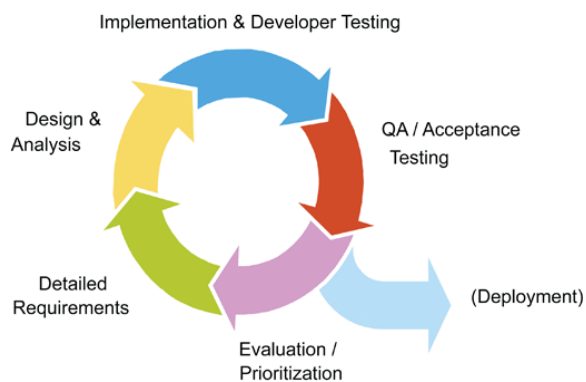 Implementation & Developer Testing
Design &
Analysis
QA / Acceptance
Testing
Detailed
Requirements
(Deployment)
Evaluation /
Prioritization